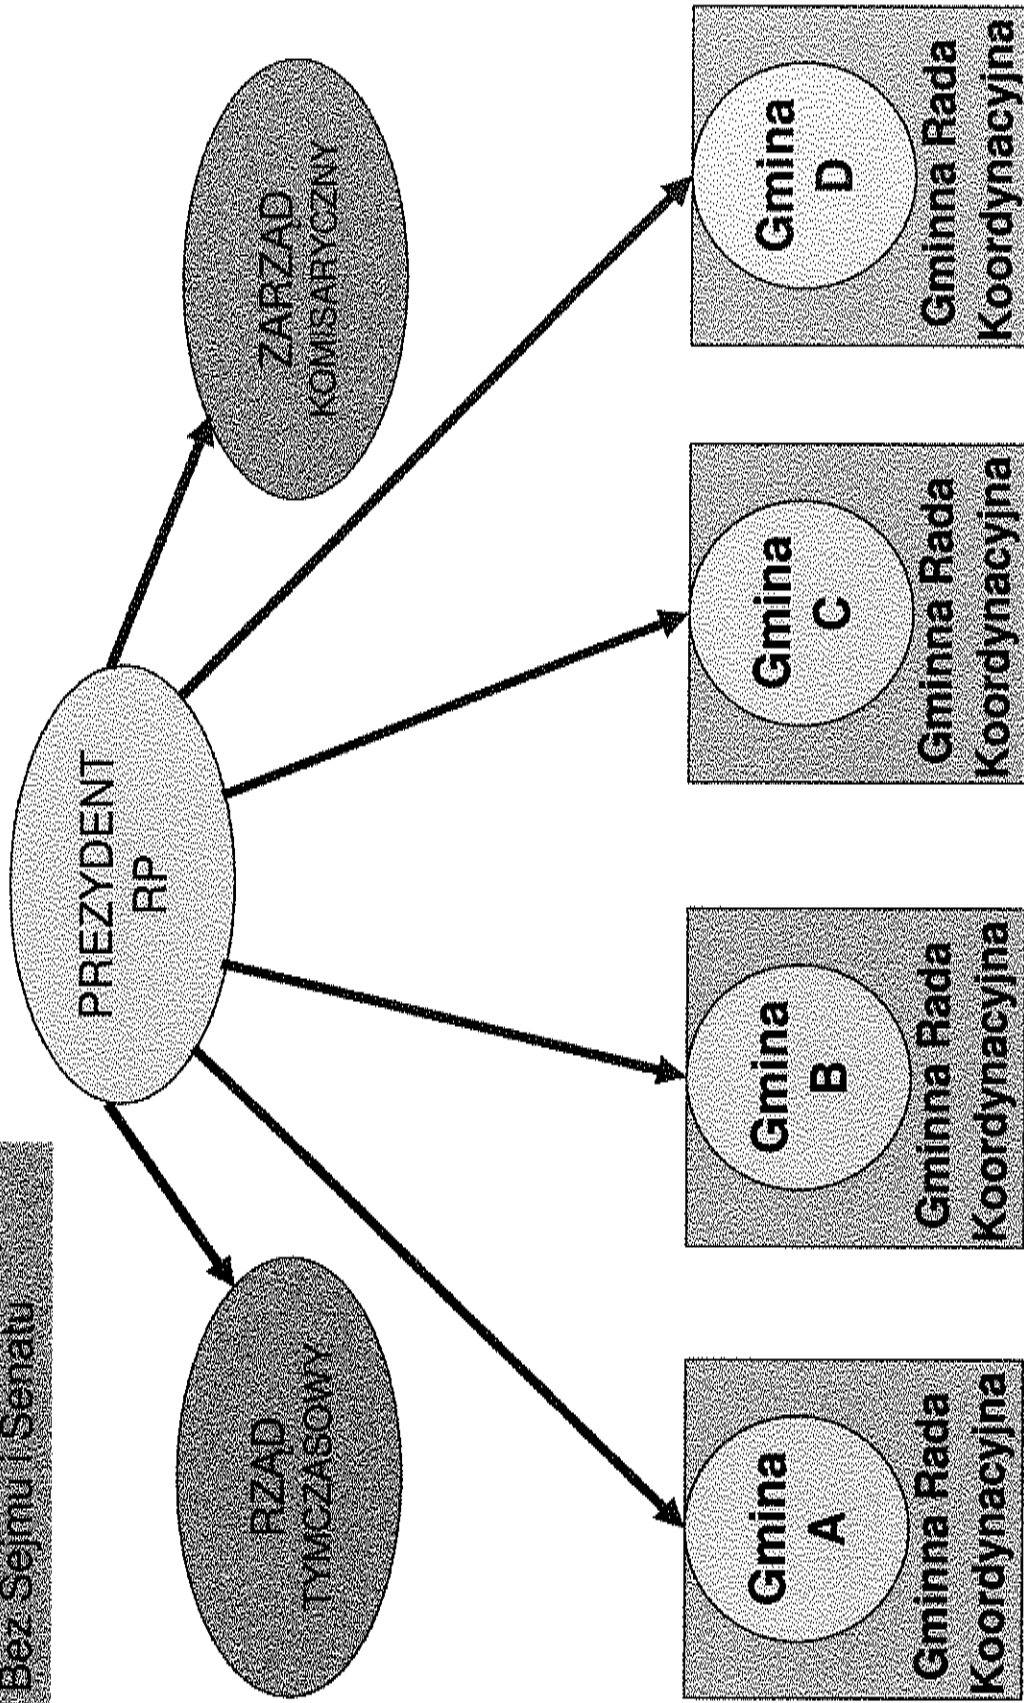 Bez Sejmu i Senatu
PREZYDENT
RP
RZĄD
TYMCZASOWY
ZARZĄD
KOMISARYCZNY
Gmina
A
Gminna Rada
Koordynacyjna
Gmina
B
Gminna Rada
Koordynacyjna
Gmina
C
Gminna Rada
Koordynacyjna
Gmina
D
Gminna Rada
Koordynacyjna